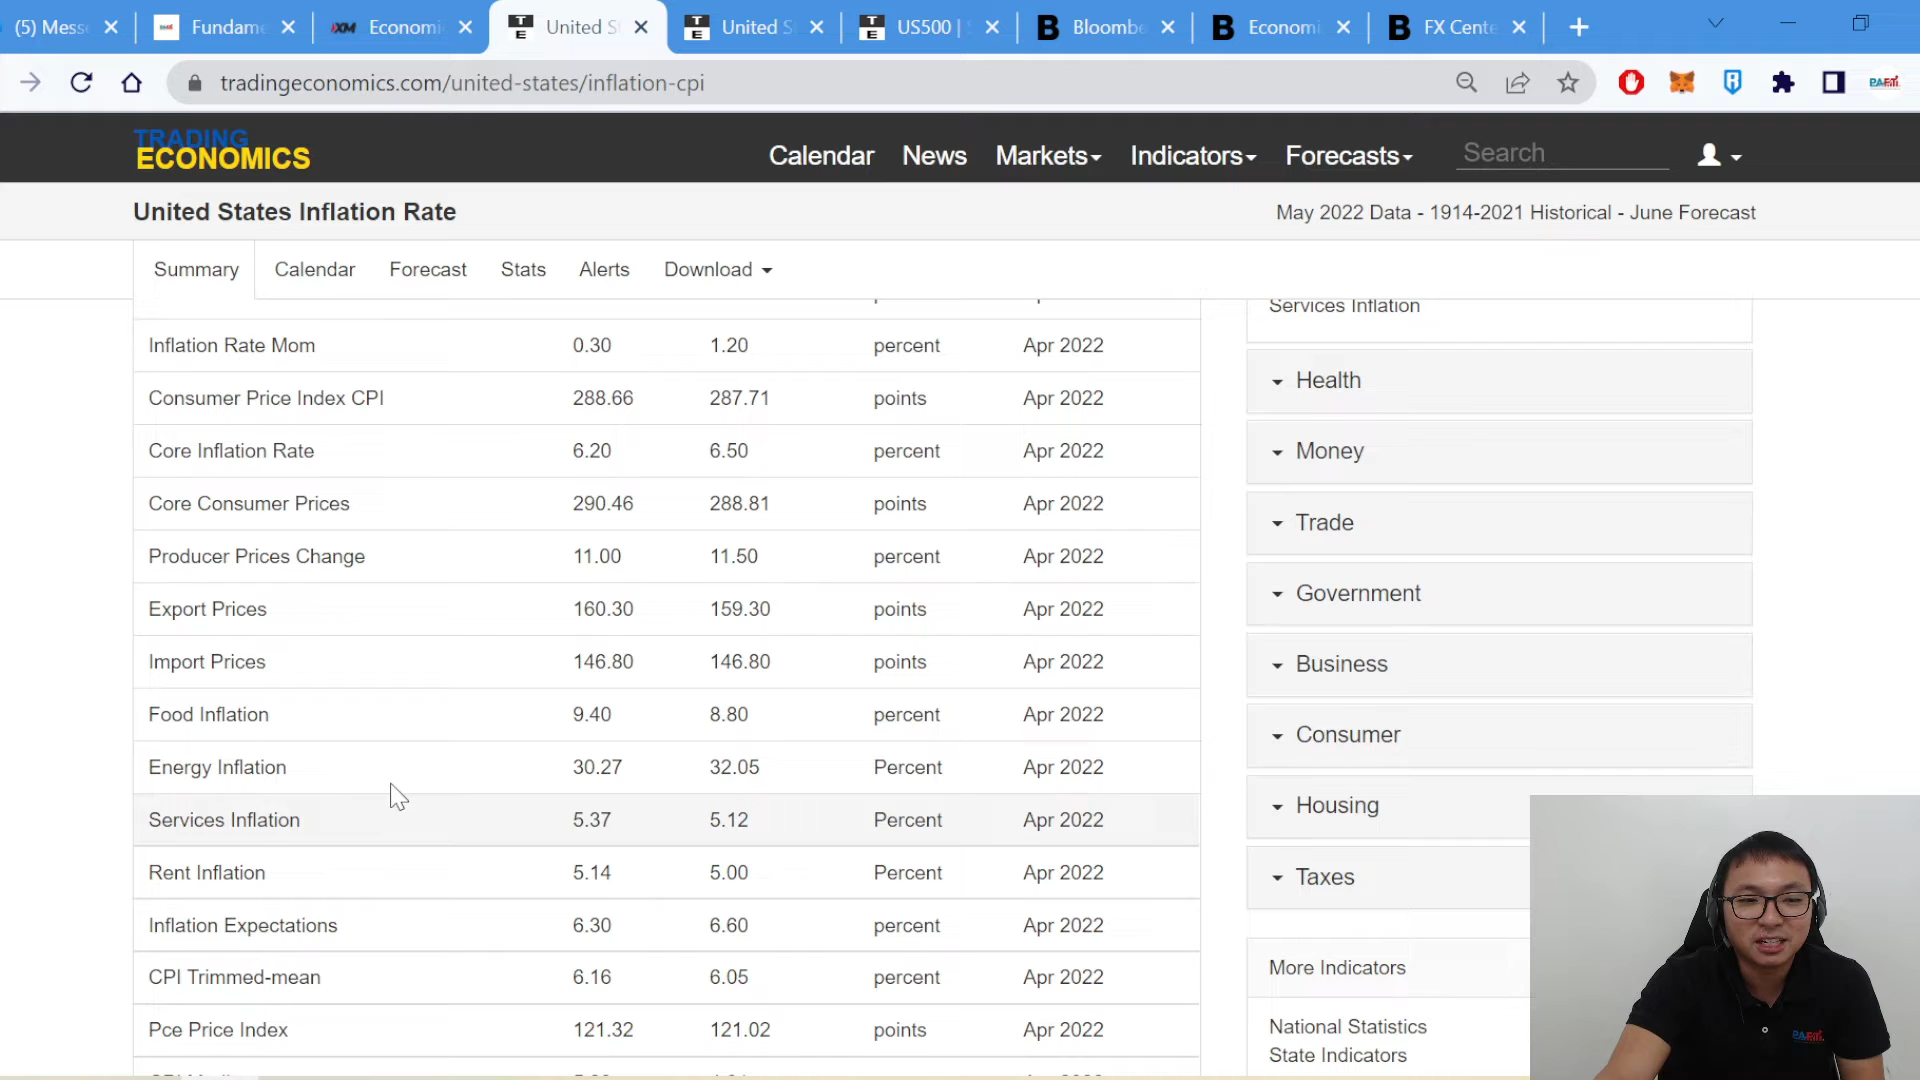 (5) Mess
Fundam
XM Economi
United S
United S
US500 |
Bloombe
Economi
FX Cente
tradingeconomics.com/united-states/inflation-cpi
TRADING
ECONOMICS
Calendar
News
Markets
Indicators
Forecasts
Search
United States Inflation Rate
May 2022 Data - 1914-2021 Historical - June Forecast
Summary
Calendar
Forecast
Stats
Alerts
Download
Inflation Rate Mom 0.30 1.20 percent Apr 2022
Consumer Price Index CPI 288.66 287.71 points Apr 2022
Core Inflation Rate 6.20 6.50 percent Apr 2022
Core Consumer Prices 290.46 288.81 points Apr 2022
Producer Prices Change 11.00 11.50 percent Apr 2022
Export Prices 160.30 159.30 points Apr 2022
Import Prices 146.80 146.80 points Apr 2022
Food Inflation 9.40 8.80 percent Apr 2022
Energy Inflation 30.27 32.05 Percent Apr 2022
Services Inflation 5.37 5.12 Percent Apr 2022
Rent Inflation 5.14 5.00 Percent Apr 2022
Inflation Expectations 6.30 6.60 percent Apr 2022
CPI Trimmed-mean 6.16 6.05 percent Apr 2022
Pce Price Index 121.32 121.02 points Apr 2022
Services Inflation
Health
Money
Trade
Government
Business
Consumer
Housing
Taxes
More Indicators
National Statistics
State Indicators